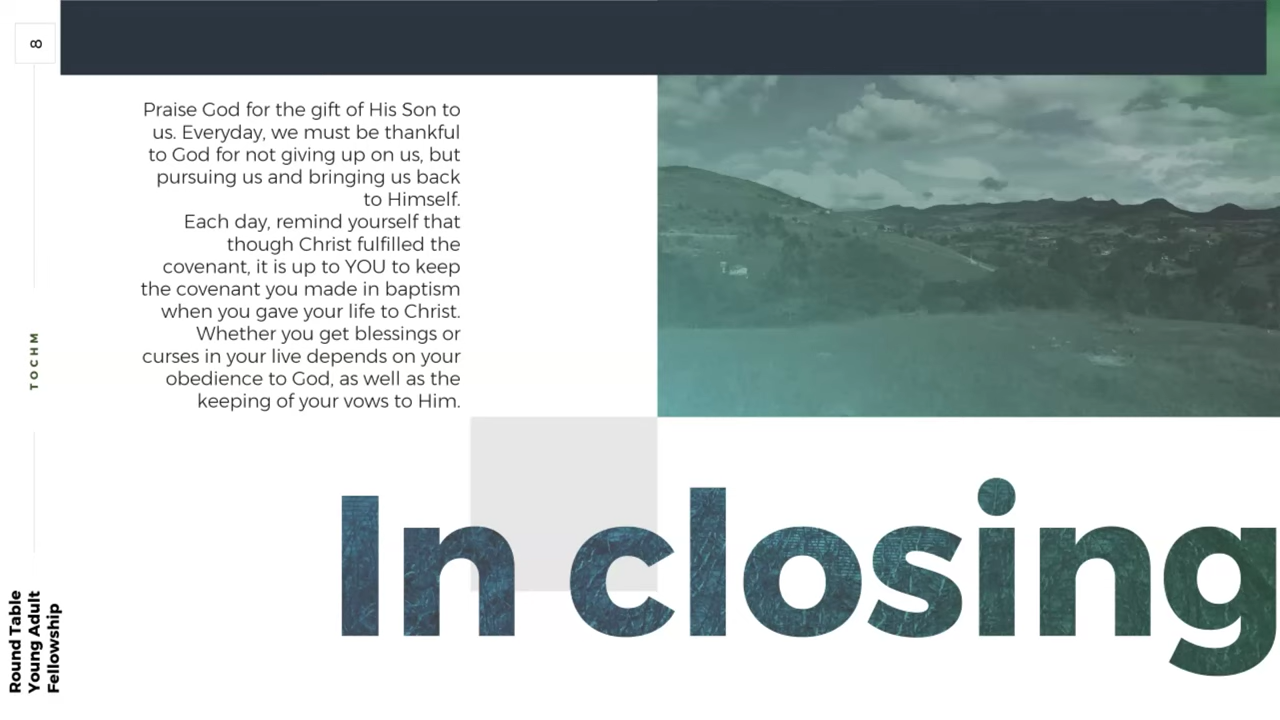 8
Praise God for the gift of His Son to
us. Everyday, we must be thankful
to God for not giving up on us, but
pursuing us and bringing us back
to Himself.
Each day, remind yourself that
though Christ fulfilled the
covenant, it is up to YOU to keep
the covenant you made in baptism
when you gave your life to Christ.
Whether you get blessings or
curses in your live depends on your
obedience to God, as well as the
keeping of your vows to Him.
TOCHM
In closing
Round Table
Young Adult
Fellowship